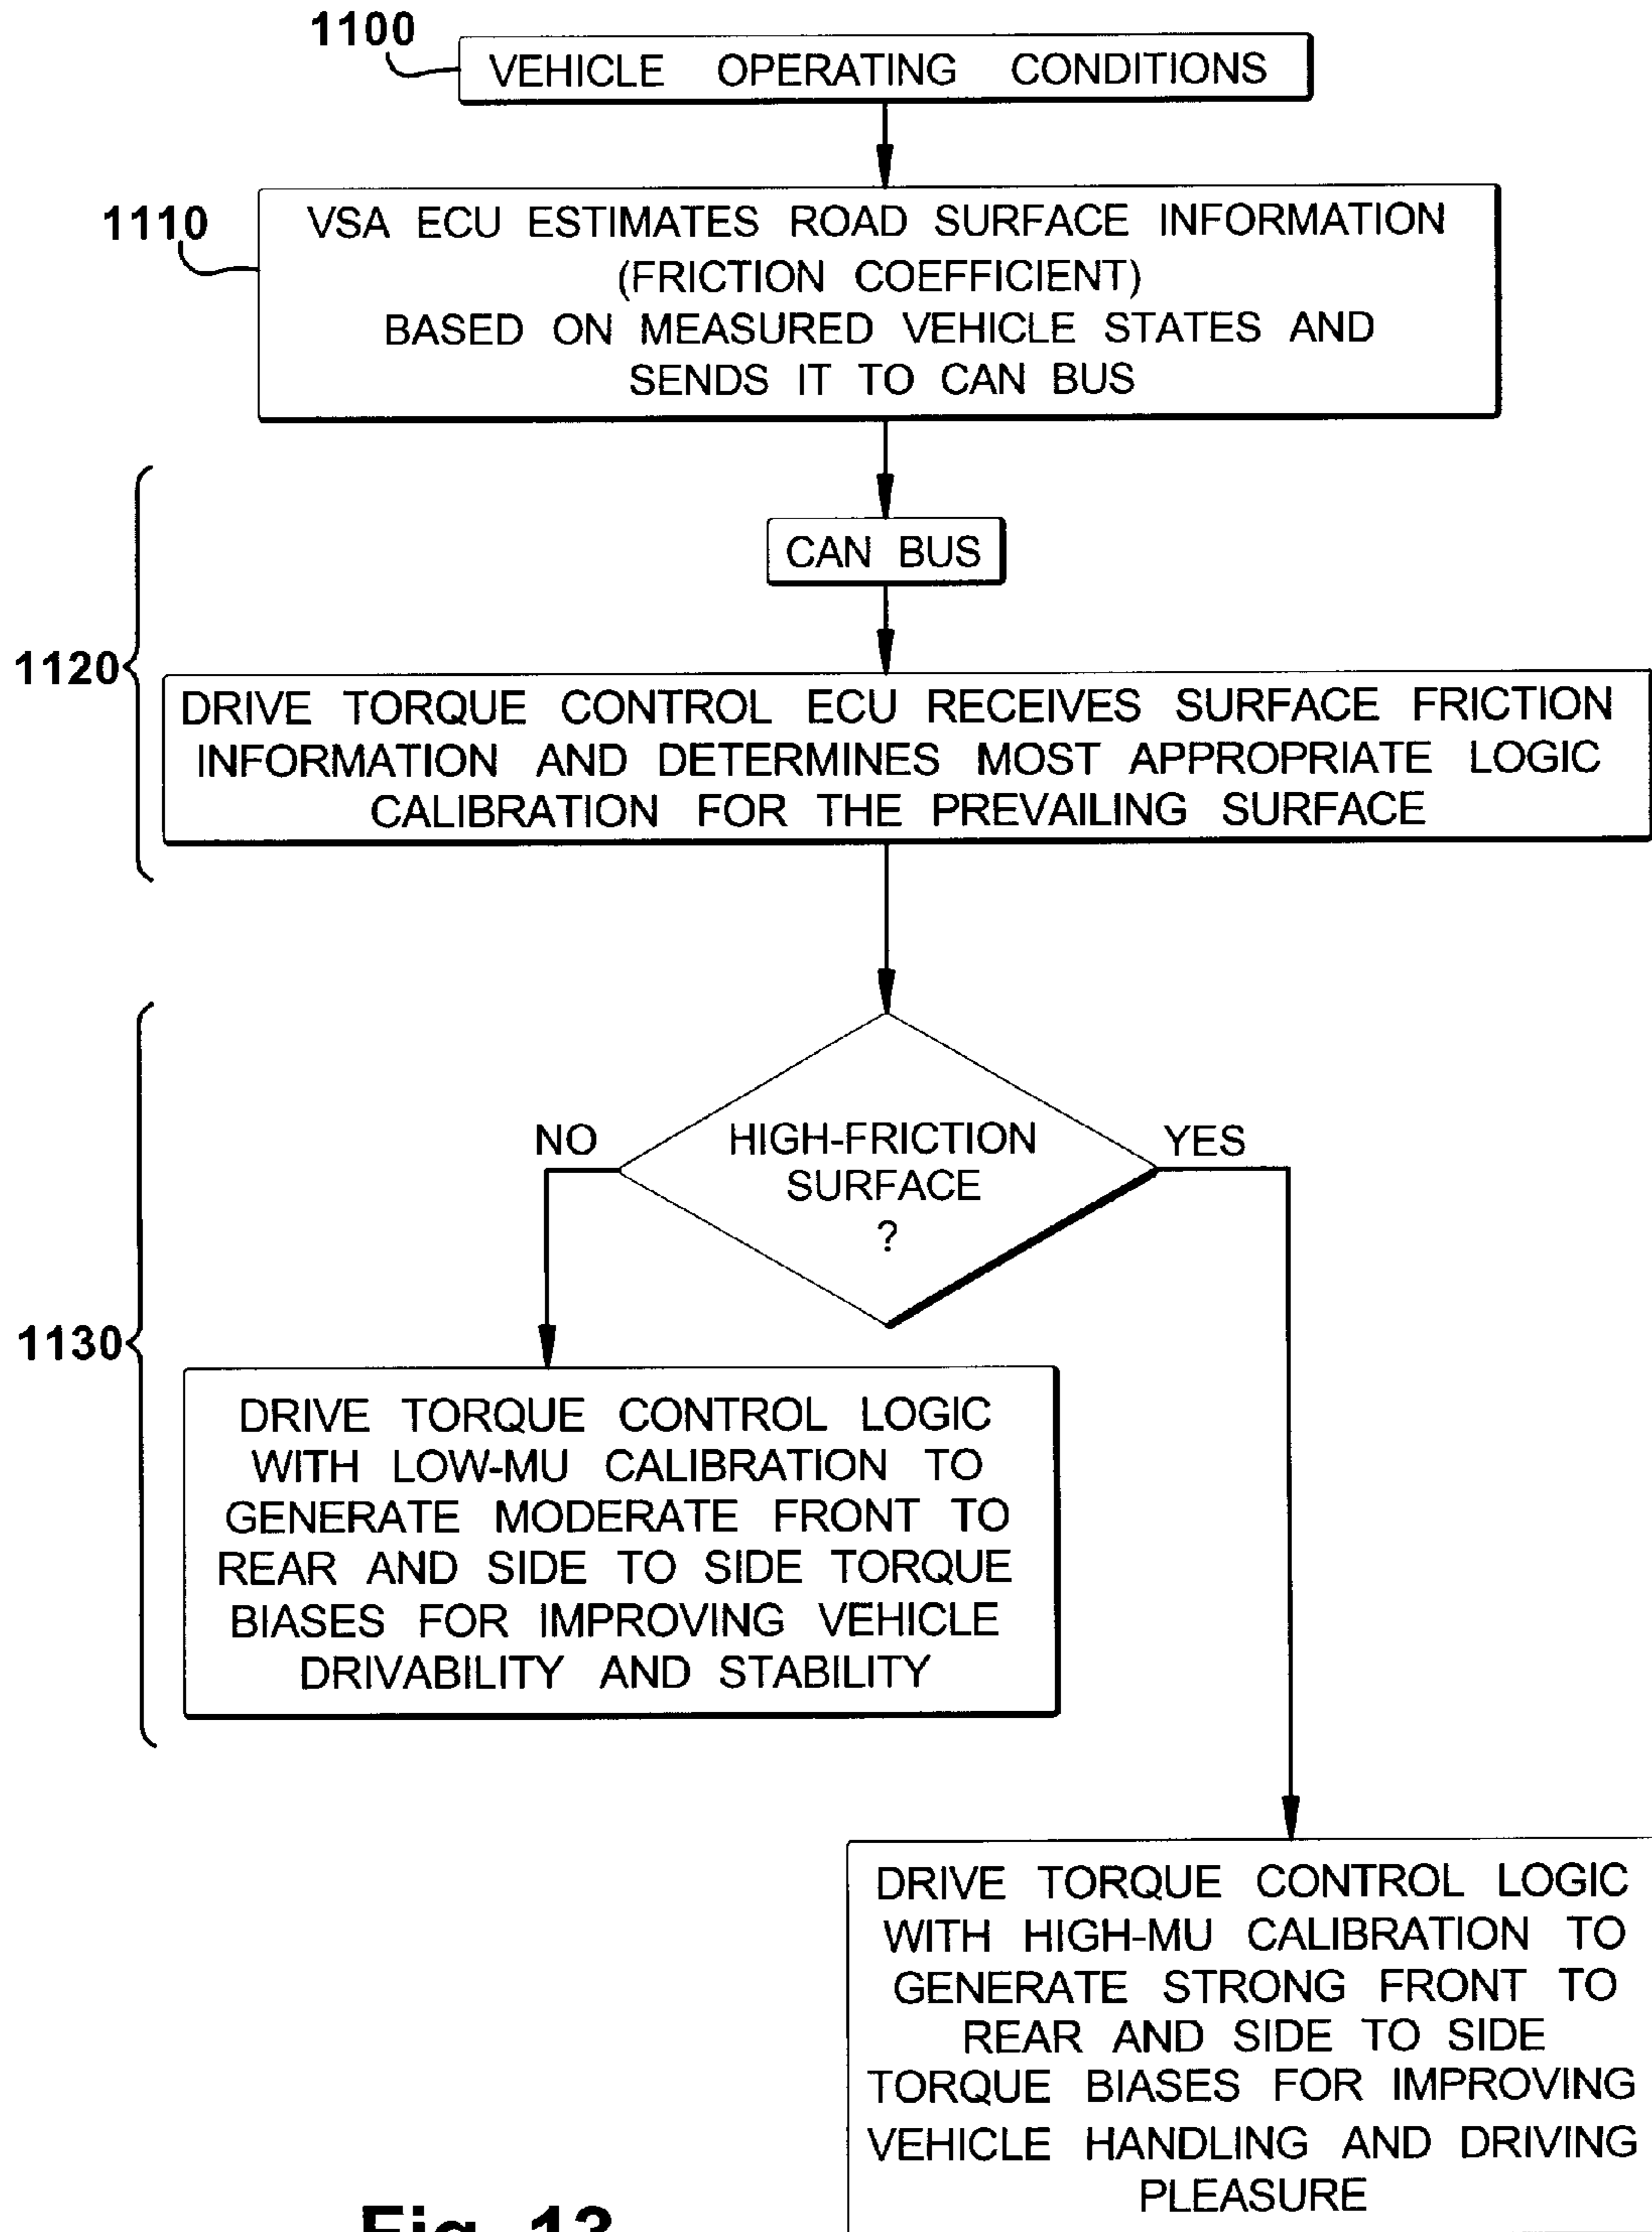 1100
VEHICLE OPERATING CONDITIONS
1110
VSA ECU ESTIMATES ROAD SURFACE INFORMATION
(FRICTION COEFFICIENT)
BASED ON MEASURED VEHICLE STATES AND
SENDS IT TO CAN BUS
CAN BUS
1120
DRIVE TORQUE CONTROL ECU RECEIVES SURFACE FRICTION
INFORMATION AND DETERMINES MOST APPROPRIATE LOGIC
CALIBRATION FOR THE PREVAILING SURFACE
NO
HIGH-FRICTION
SURFACE
?
YES
1130
DRIVE TORQUE CONTROL LOGIC
WITH LOW-MU CALIBRATION TO
GENERATE MODERATE FRONT TO
REAR AND SIDE TO SIDE TORQUE
BIASES FOR IMPROVING VEHICLE
DRIVABILITY AND STABILITY
DRIVE TORQUE CONTROL LOGIC
WITH HIGH-MU CALIBRATION TO
GENERATE STRONG FRONT TO
REAR AND SIDE TO SIDE
TORQUE BIASES FOR IMPROVING
VEHICLE HANDLING AND DRIVING
PLEASURE
Fig. 13